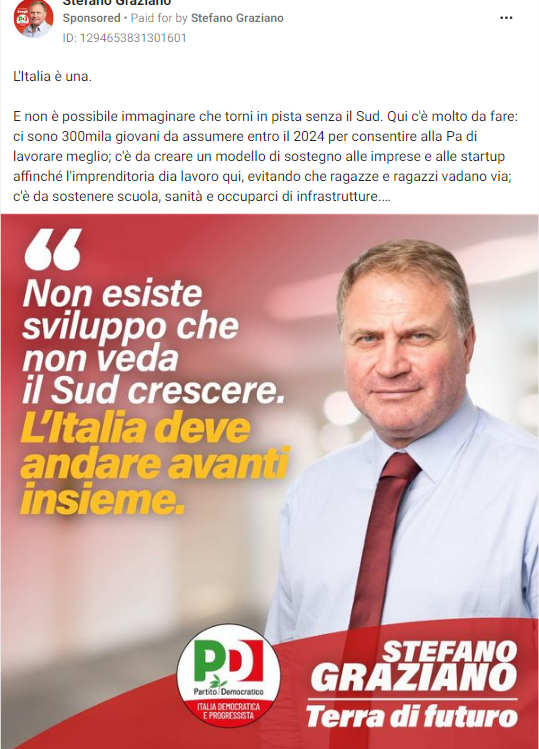 Stefano Graziano
Sponsored • Paid for by Stefano Graziano
ID: 1294653831301601
L'Italia è una.
E non è possibile immaginare che torni in pista senza il Sud. Qui c'è molto da fare:
ci sono 300mila giovani da assumere entro il 2024 per consentire alla Pa di
lavorare meglio; c'è da creare un modello di sostegno alle imprese e alle startup
affinché l'imprenditoria dia lavoro qui, evitando che ragazze e ragazzi vadano via;
c'è da sostenere scuola, sanità e occuparci di infrastrutture....
“
Non esiste
sviluppo che
non veda
il Sud crescere.
L'Italia deve
andare avanti
insieme.
PD
Partito Democratico
ITALIA DEMOCRATICA
E PROGRESSISTA
STEFANO
GRAZIANO
Terra di futuro